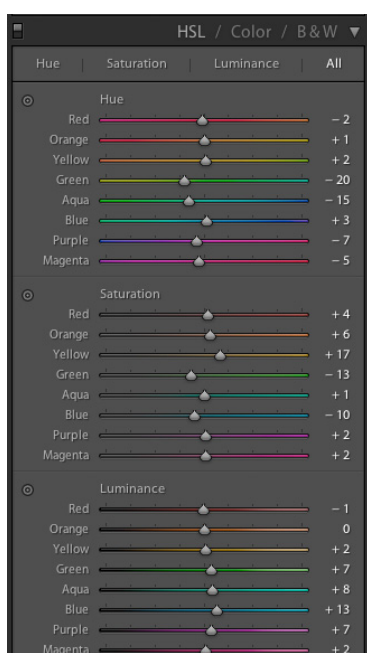 HSL / Color / B & W ▼
Hue | Saturation | Luminance | All
Hue
Red − 2
Orange + 1
Yellow + 2
Green − 20
Aqua − 15
Blue + 3
Purple − 7
Magenta − 5
Saturation
Red + 4
Orange + 6
Yellow + 17
Green − 13
Aqua + 1
Blue − 10
Purple + 2
Magenta + 2
Luminance
Red − 1
Orange 0
Yellow + 2
Green + 7
Aqua + 8
Blue + 13
Purple + 7
Magenta + 2